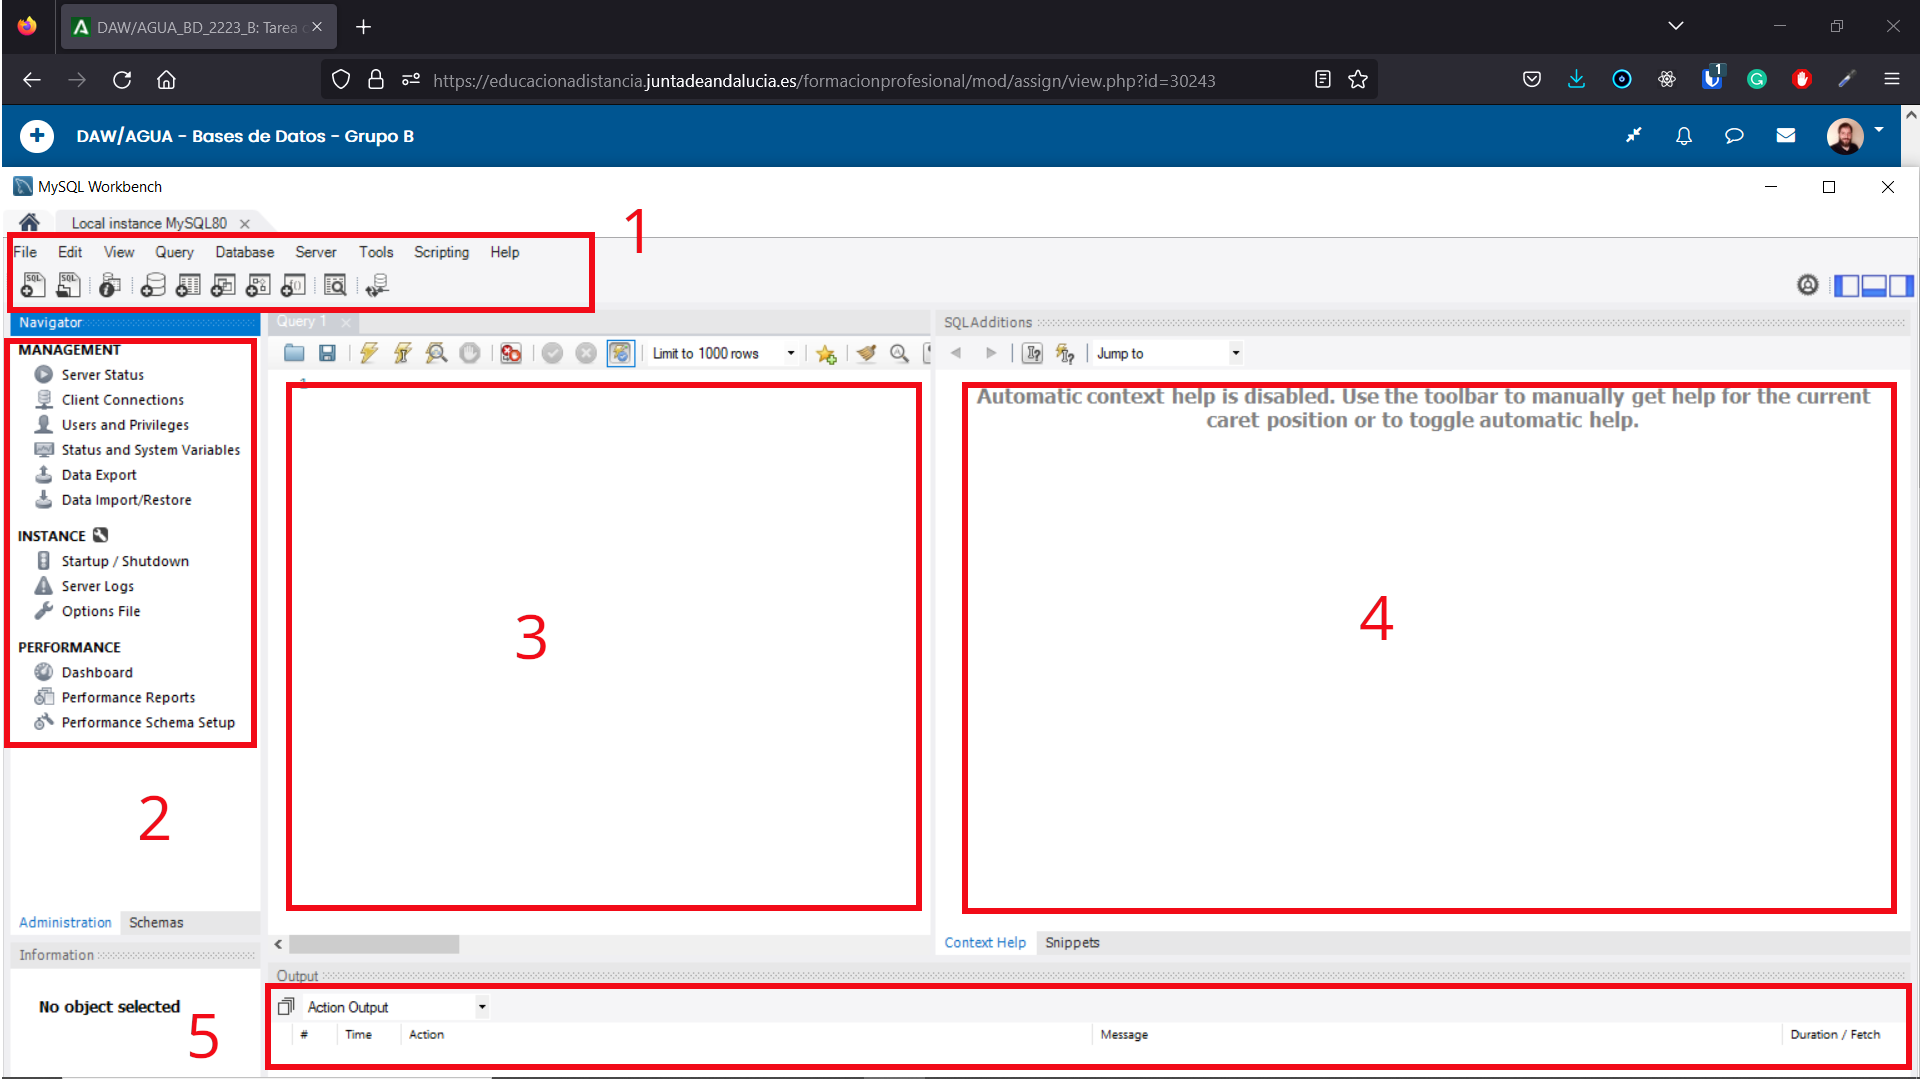 DAW/AGUA_BD_2223_B: Tarea
https://educacionadistancia.juntadeandalucia.es/formacionprofesional/mod/assign/view.php?id=30243
1
DAW/AGUA - Bases de Datos - Grupo B
MySQL Workbench
Local instance MySQL80
1
File Edit View Query Database Server Tools Scripting Help
SQL SQL
Navigator
Query 1
SQLAdditions
MANAGEMENT
Server Status
Client Connections
Users and Privileges
Status and System Variables
Data Export
Data Import/Restore
INSTANCE
Startup / Shutdown
Server Logs
Options File
PERFORMANCE
Dashboard
Performance Reports
Performance Schema Setup
2
Administration Schemas
Information
No object selected
Limit to 1000 rows
1
3
Jump to
Automatic context help is disabled. Use the toolbar to manually get help for the current
caret position or to toggle automatic help.
4
Context Help Snippets
Output
5
Action Output
# Time Action Message Duration / Fetch